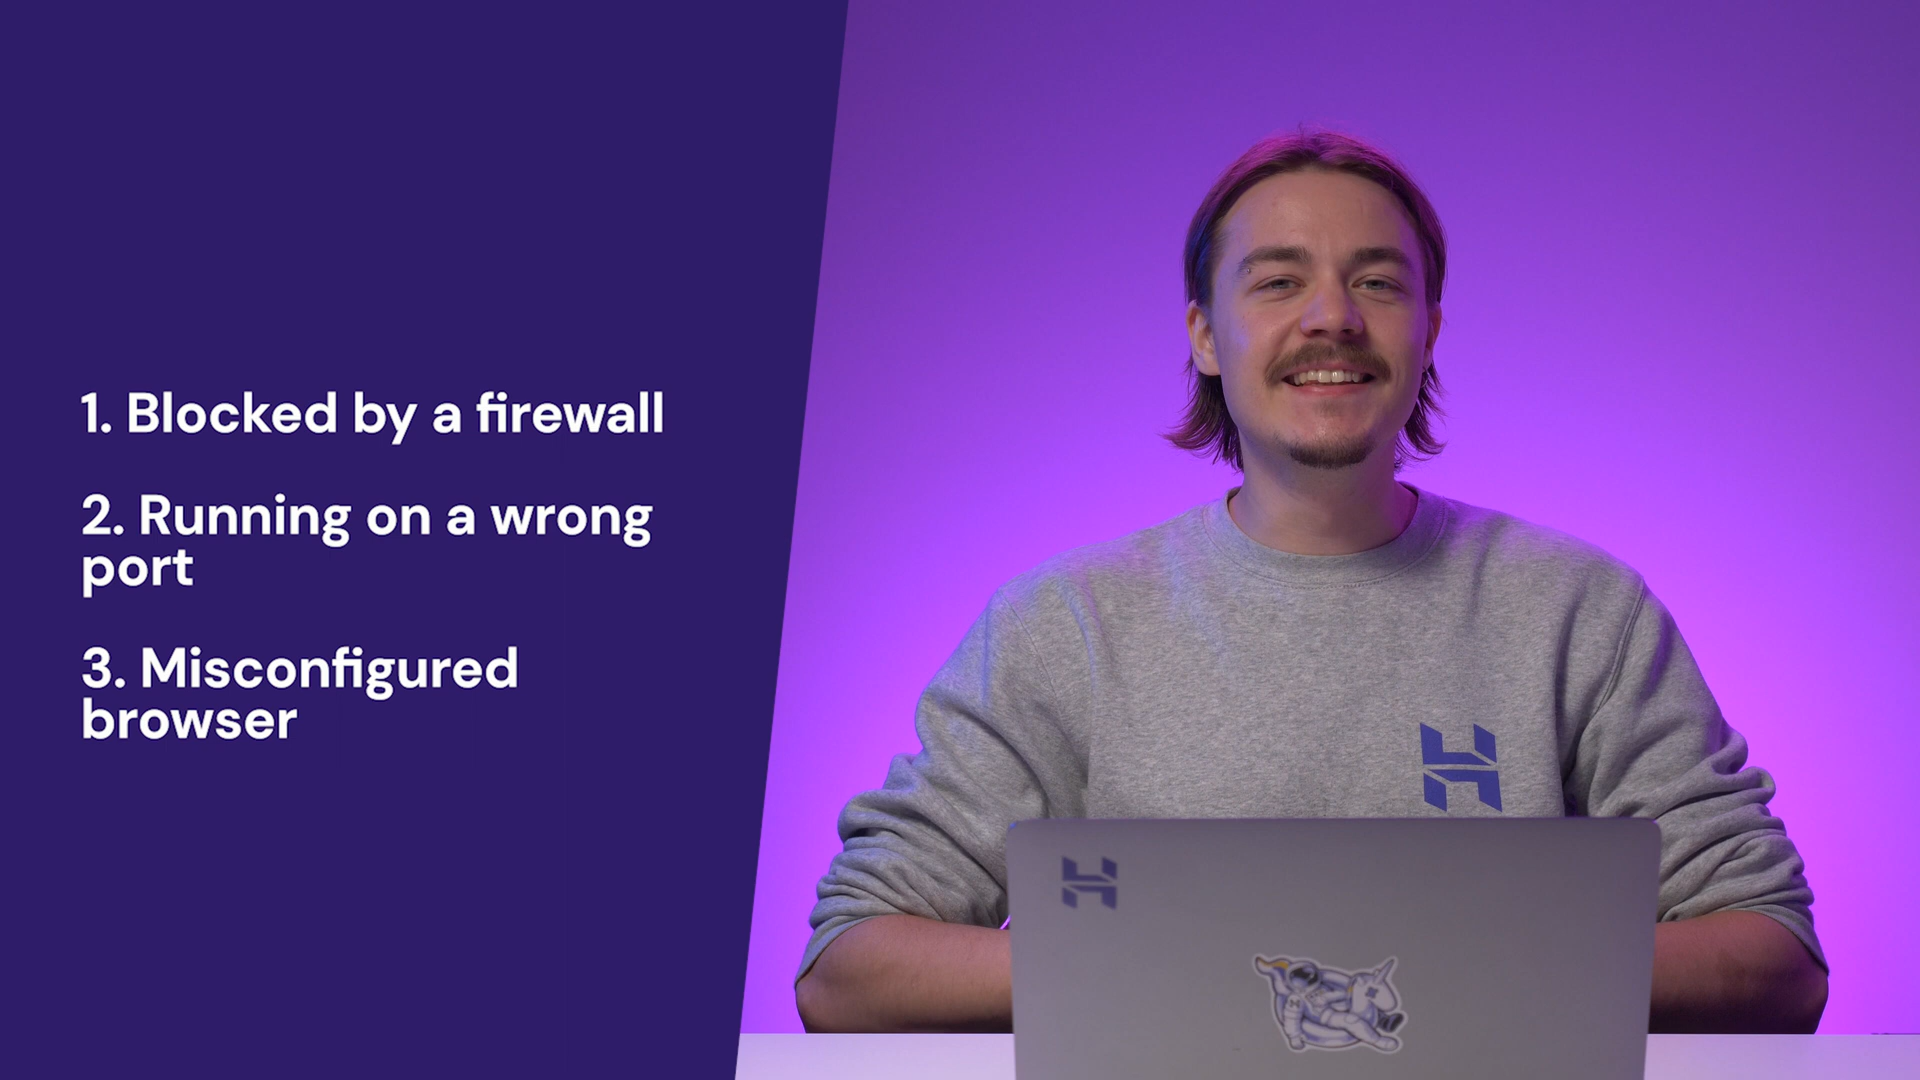 1. Blocked by a firewall
2. Running on a wrong
port
3. Misconfigured
browser